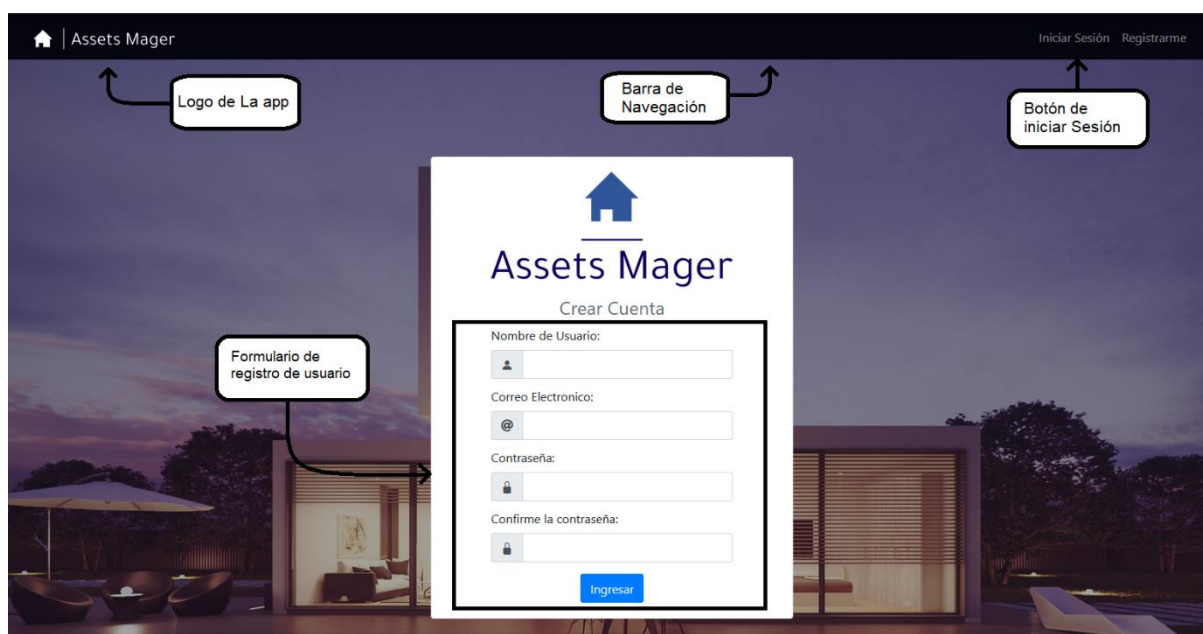 Assets Mager
Iniciar Sesión Registrarme
Logo de La app
Barra de
Navegación
Botón de
iniciar Sesión
Assets Mager
Crear Cuenta
Formulario de
registro de usuario
Nombre de Usuario:
Correo Electronico:
@
Contraseña:
Confirme la contraseña:
Ingresar